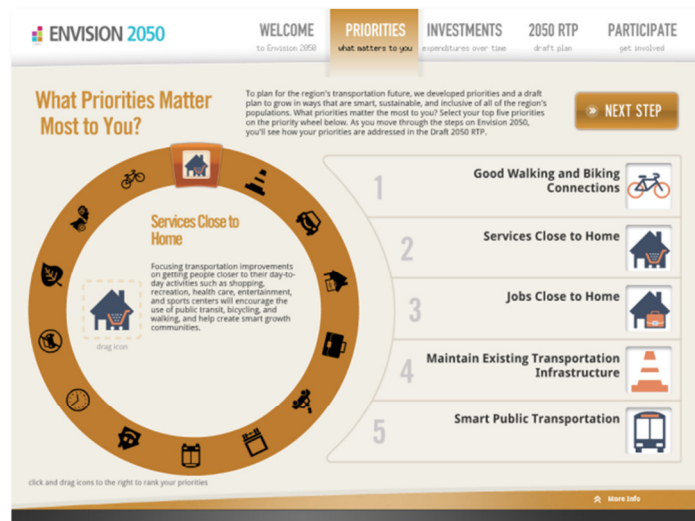 ENVISION 2050
WELCOME
to Envision 2050
PRIORITIES
what matters to you
INVESTMENTS
expenditures over time
2050 RTP
draft plan
PARTICIPATE
get involved
What Priorities Matter
Most to You?
To plan for the region's transportation future, we developed priorities and a draft
plan to grow in ways that are smart, sustainable, and inclusive of all of the region's
populations. What priorities matter the most to you? Select your top five priorities
on the priority wheel below. As you move through the steps on Envision 2050,
you'll see how your priorities are addressed in the Draft 2050 RTP.
NEXT STEP
Services Close to
Home
Focusing transportation improvements
on getting people closer to their day-to-
day activities such as shopping,
recreation, health care, entertainment,
and sports centers will encourage the
use of public transit, bicycling, and
walking, and help create smart growth
communities.
drag icon
1
Good Walking and Biking
Connections
2
Services Close to Home
3
Jobs Close to Home
4
Maintain Existing Transportation
Infrastructure
5
Smart Public Transportation
click and drag icons to the right to rank your priorities
More Info